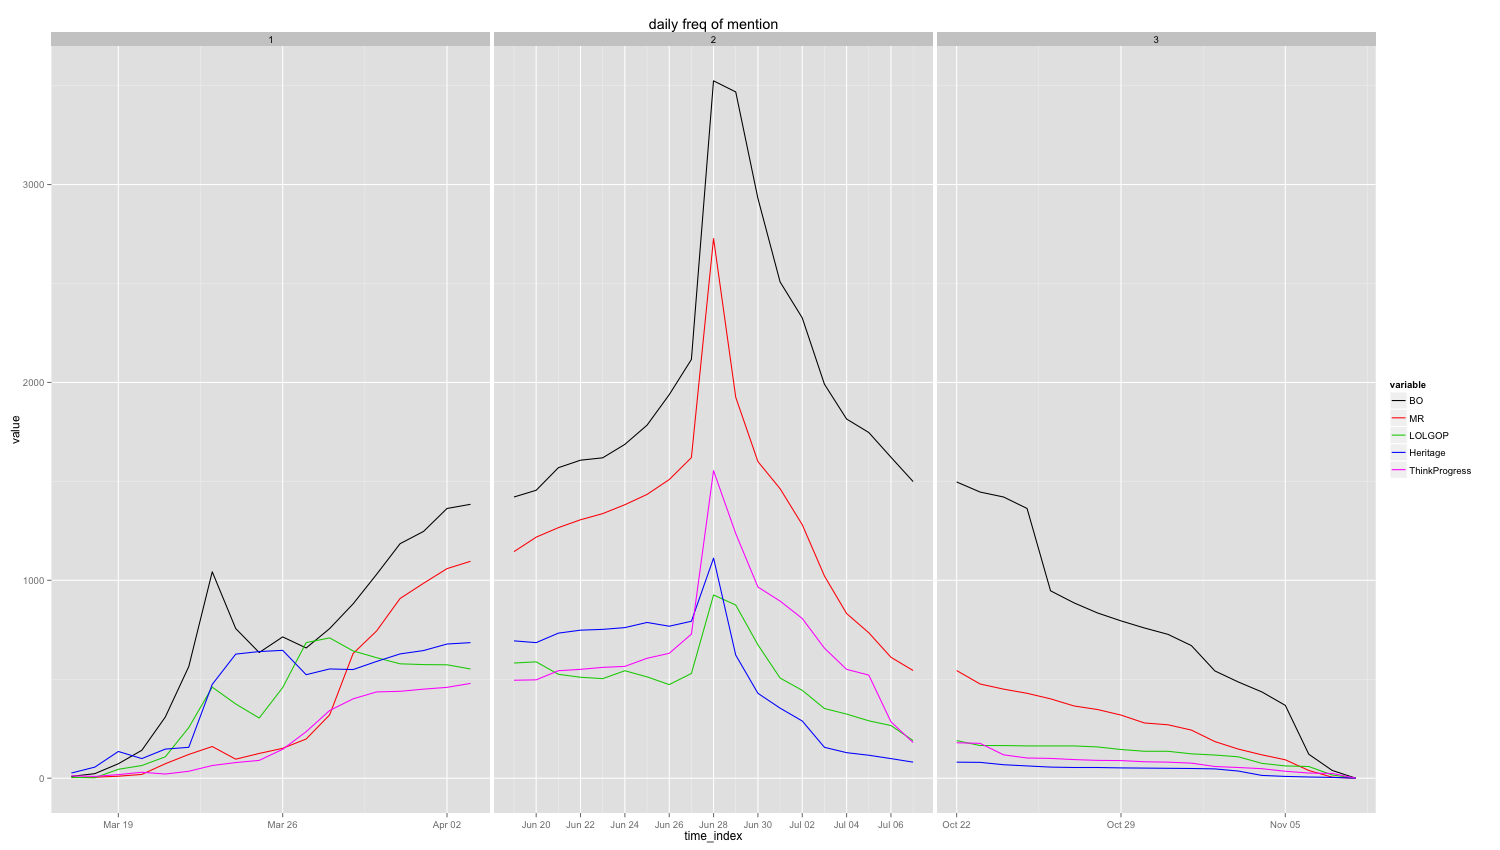 daily freq of mention
1 2 3
3000
2000
1000
0
value
Mar 19 Mar 26 Apr 02 Jun 20 Jun 22 Jun 24 Jun 26 Jun 28 Jun 30 Jul 02 Jul 04 Jul 06 Oct 22 Oct 29 Nov 05
time_index
variable
BO
MR
LOLGOP
Heritage
ThinkProgress